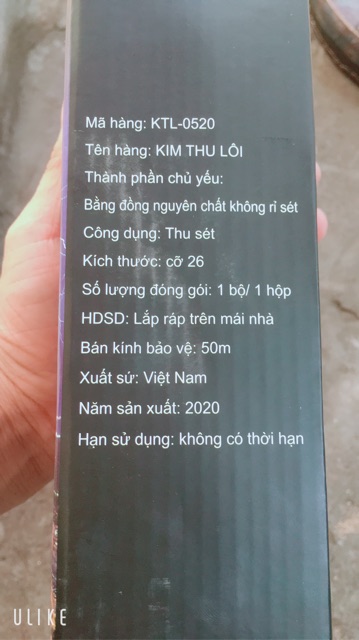 Mã hàng: KTL-0520
Tên hàng: KIM THU LÔI
Thành phần chủ yếu:
Bằng đồng nguyên chất không rỉ sét
Công dụng: Thu sét
Kích thước: cỡ 26
Số lượng đóng gói: 1 bộ/ 1 hộp
HDSD: Lắp ráp trên mái nhà
Bán kính bảo vệ: 50m
Xuất sứ: Việt Nam
Năm sản xuất: 2020
Hạn sử dụng: không có thời hạn
ULIKE